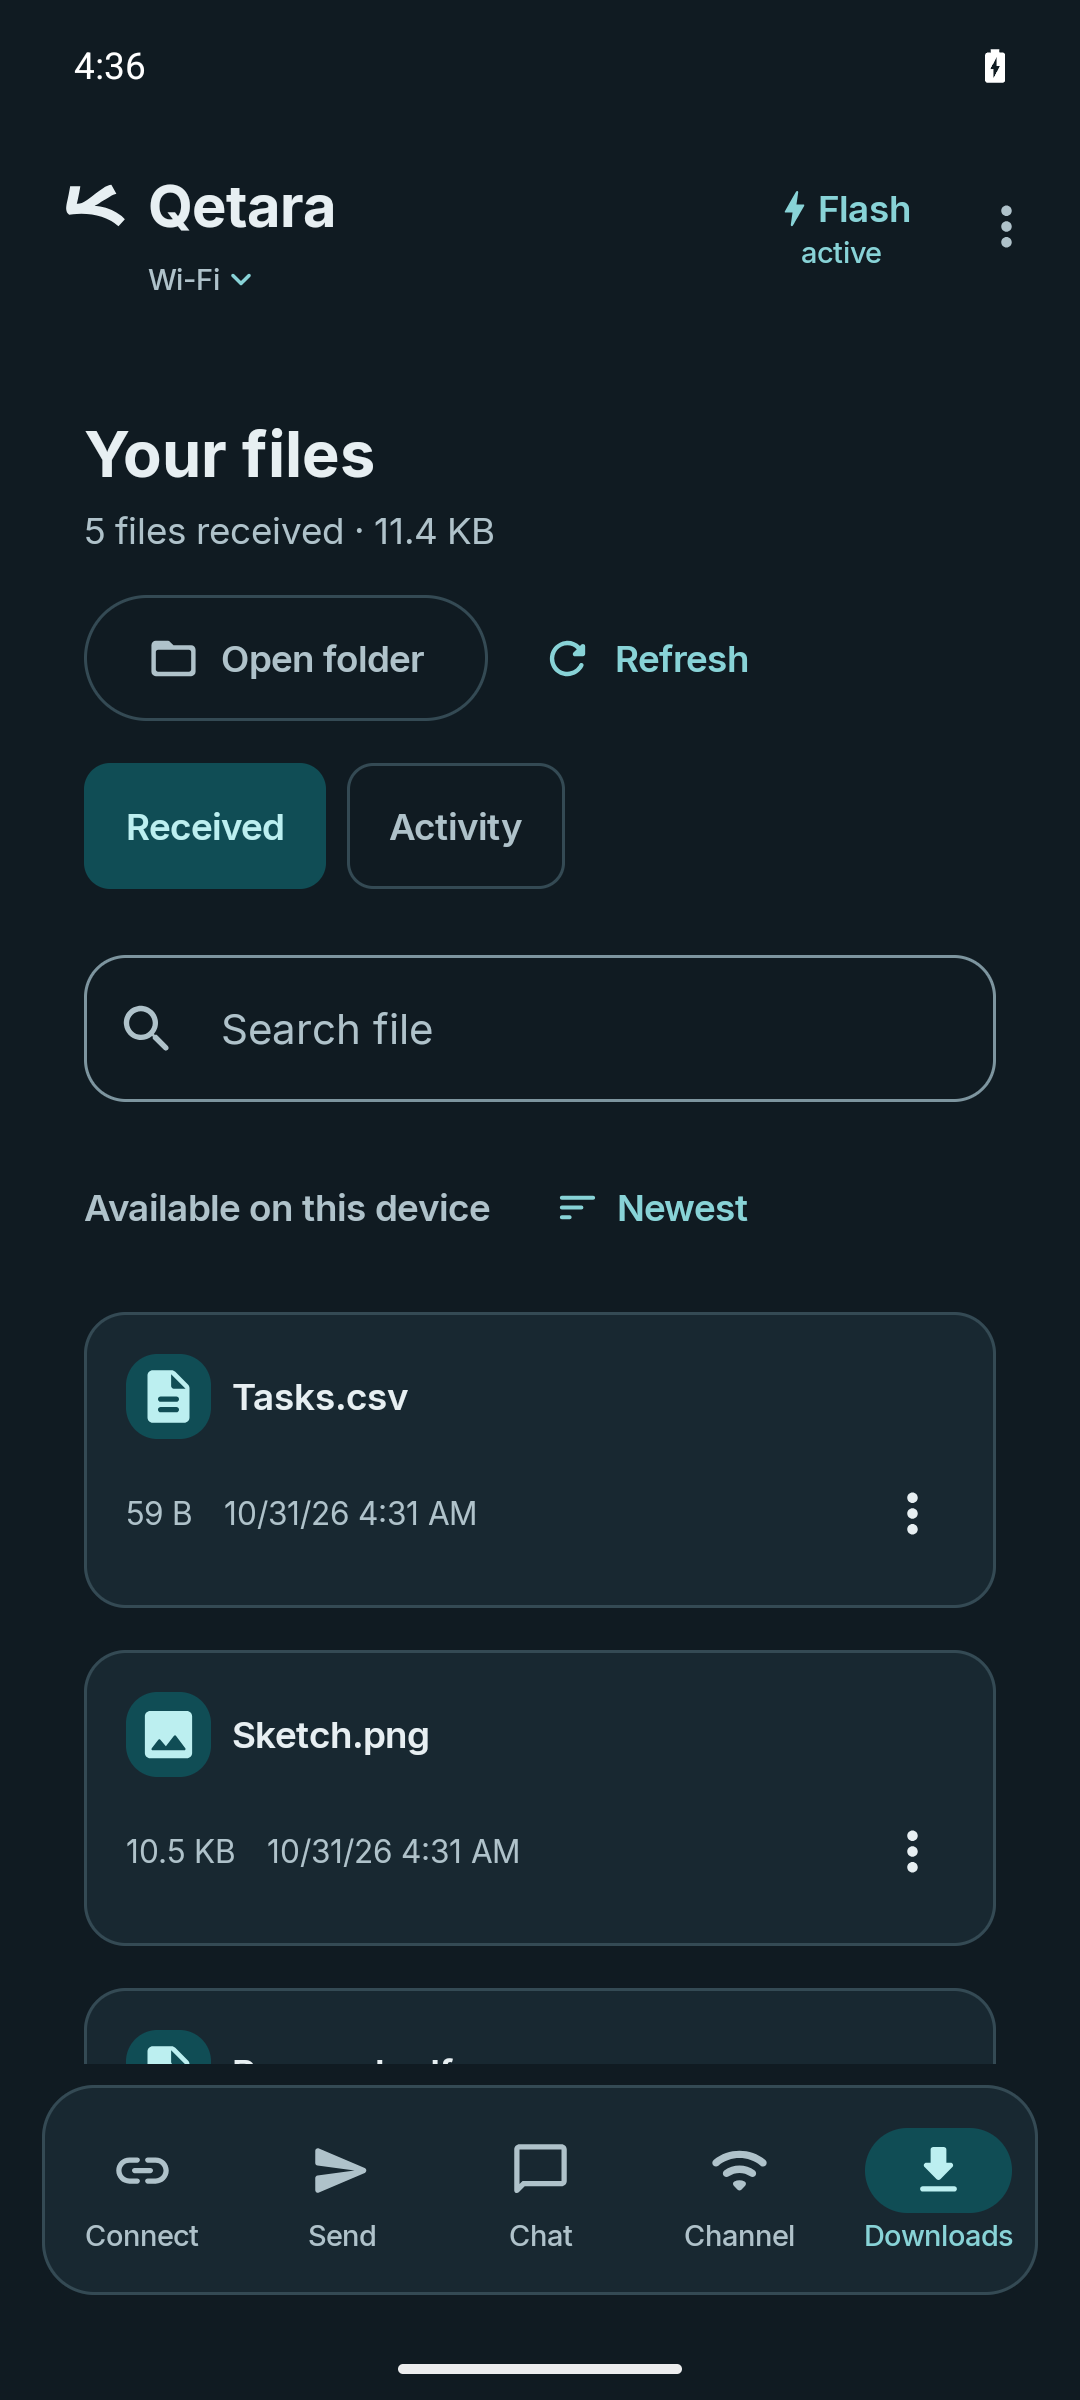 4:36
Qetara
Wi-Fi
Flash
active
Your files
5 files received · 11.4 KB
Open folder
Refresh
Received
Activity
Search file
Available on this device
Newest
Tasks.csv
59 B 10/31/26 4:31 AM
Sketch.png
10.5 KB 10/31/26 4:31 AM
Connect
Send
Chat
Channel
Downloads